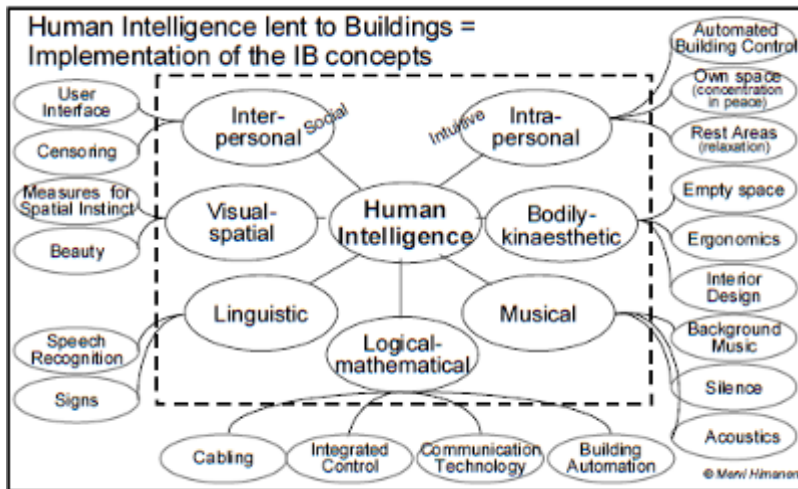 Human Intelligence lent to Buildings =
Implementation of the IB concepts
Automated
Building Control
User
Interface
Inter-
personal
Social
Intuitive
Intra-
personal
Own space
(concentration
in peace)
Censoring
Rest Areas
(relaxation)
Measures for
Spatial Instinct
Visual-
spatial
Human
Intelligence
Bodily-
kinaesthetic
Empty space
Beauty
Ergonomics
Interior
Design
Linguistic
Musical
Speech
Recognition
Logical-
mathematical
Background
Music
Signs
Silence
Acoustics
Cabling
Integrated
Control
Communication
Technology
Building
Automation
© Mervi Himanen